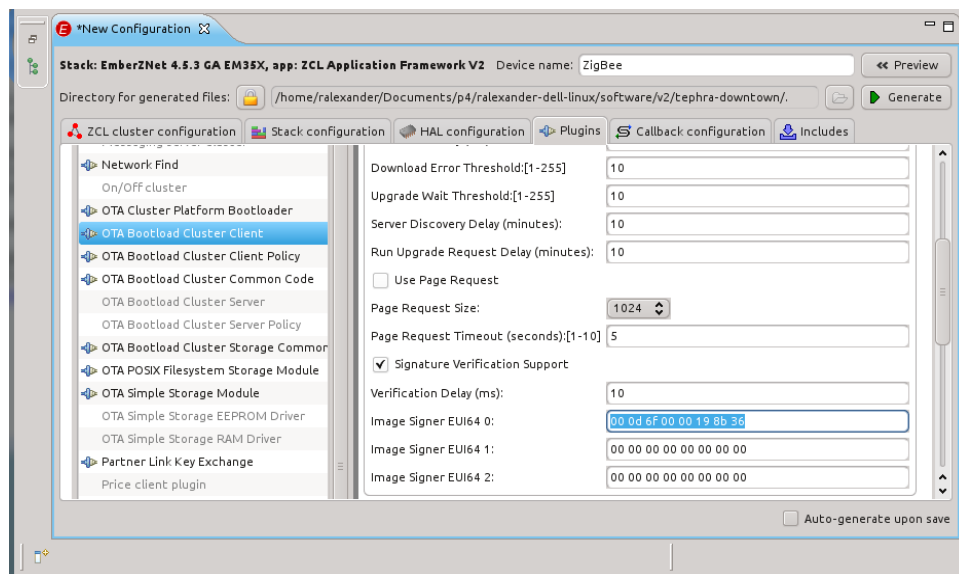 *New Configuration
Stack: EmberZNet 4.5.3 GA EM35X, app: ZCL Application Framework V2 Device name: ZigBee Preview
Directory for generated files: /home/ralexander/Documents/p4/ralexander-dell-linux/software/v2/tephra-downtown/. Generate
ZCL cluster configuration Stack configuration HAL configuration Plugins Callback configuration Includes
Network Find
On/Off cluster
OTA Cluster Platform Bootloader
OTA Bootload Cluster Client
OTA Bootload Cluster Client Policy
OTA Bootload Cluster Common Code
OTA Bootload Cluster Server
OTA Bootload Cluster Server Policy
OTA Bootload Cluster Storage Common
OTA POSIX Filesystem Storage Module
OTA Simple Storage Module
OTA Simple Storage EEPROM Driver
OTA Simple Storage RAM Driver
Partner Link Key Exchange
Price client plugin
Download Error Threshold:[1-255] 10
Upgrade Wait Threshold:[1-255] 10
Server Discovery Delay (minutes): 10
Run Upgrade Request Delay (minutes): 10
Use Page Request
Page Request Size: 1024
Page Request Timeout (seconds):[1-10] 5
Signature Verification Support
Verification Delay (ms): 10
Image Signer EUI64 0: 00 0d 6f 00 00 19 8b 36
Image Signer EUI64 1: 00 00 00 00 00 00 00 00
Image Signer EUI64 2: 00 00 00 00 00 00 00 00
Auto-generate upon save